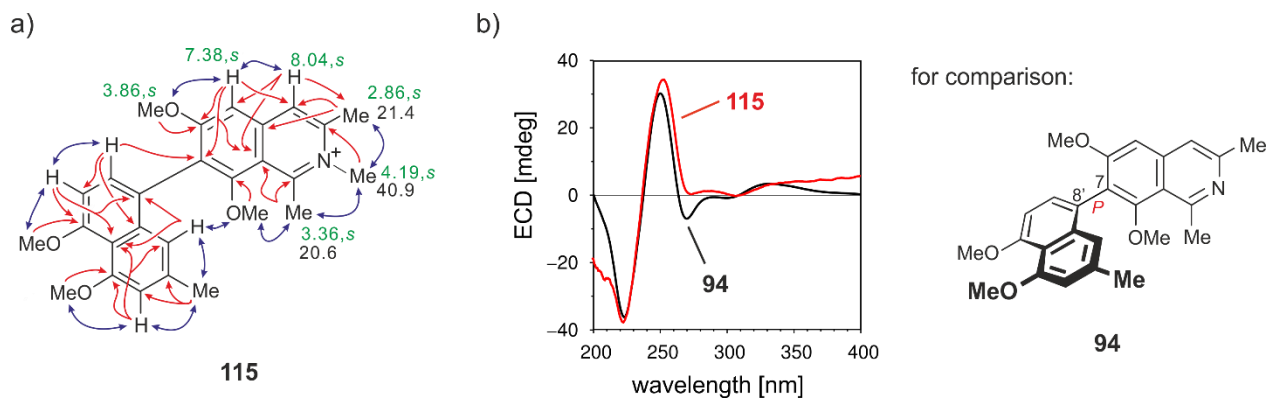 a)
7.38,s
8.04,s
H
H
3.86,s
2.86,s
MeO
Me
21.4
H
N+
4.19,s
H
Me
40.9
OMe
Me
H
3.36,s
MeO
20.6
MeO
Me
H
115
b)
ECD [mdeg]
40
20
0
–20
–40
115
94
200
250
300
350
400
wavelength [nm]
for comparison:
MeO
Me
7
8'
N
P
MeO
Me
MeO
MeO
Me
94